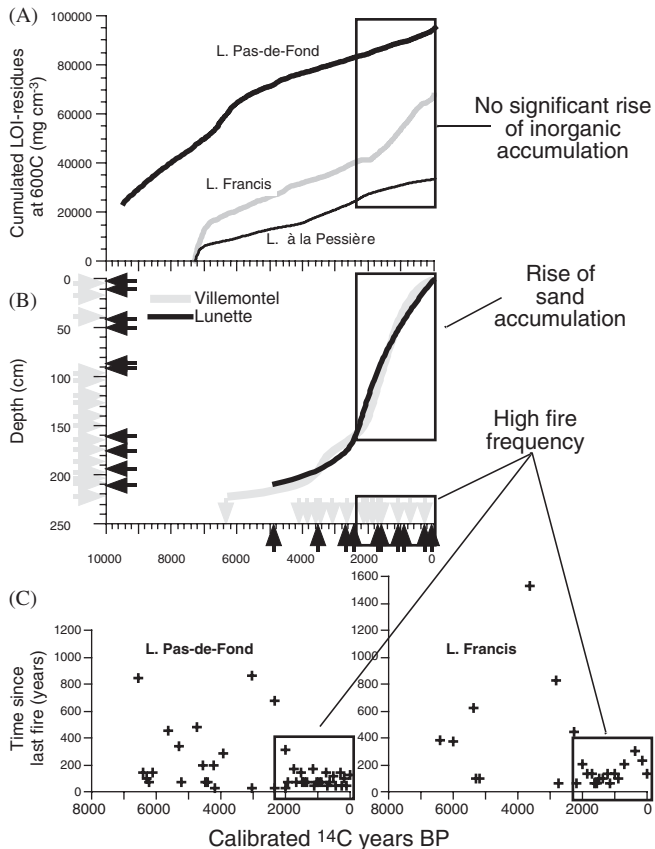 (A)
100000
80000
60000
40000
20000
0
Cumulated LOI-residues
at 600C (mg cm-3)
L. Pas-de-Fond
L. Francis
L. à la Pessière
No significant rise
of inorganic
accumulation
(B)
0
50
100
150
200
250
Depth (cm)
Villemontel
Lunette
Rise of
sand
accumulation
High fire
frequency
10000 8000 6000 4000 2000 0
(C)
1200
1000
800
600
400
200
0
Time since
last fire (years)
L. Pas-de-Fond
8000 6000 4000 2000 0
1600
1400
1200
1000
800
600
400
200
0
L. Francis
8000 6000 4000 2000 0
Calibrated 14C years BP